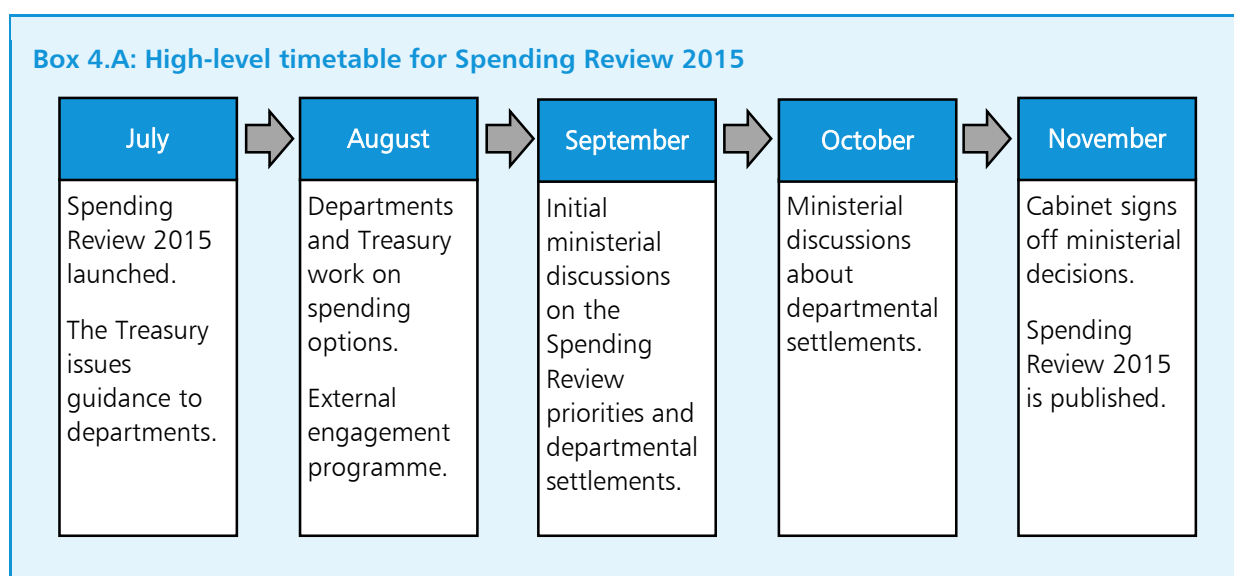 Box 4.A: High-level timetable for Spending Review 2015
July
Spending
Review 2015
launched.
The Treasury
issues
guidance to
departments.
August
Departments
and Treasury
work on
spending
options.
External
engagement
programme.
September
Initial
ministerial
discussions
on the
Spending
Review
priorities and
departmental
settlements.
October
Ministerial
discussions
about
departmental
settlements.
November
Cabinet signs
off ministerial
decisions.
Spending
Review 2015
is published.